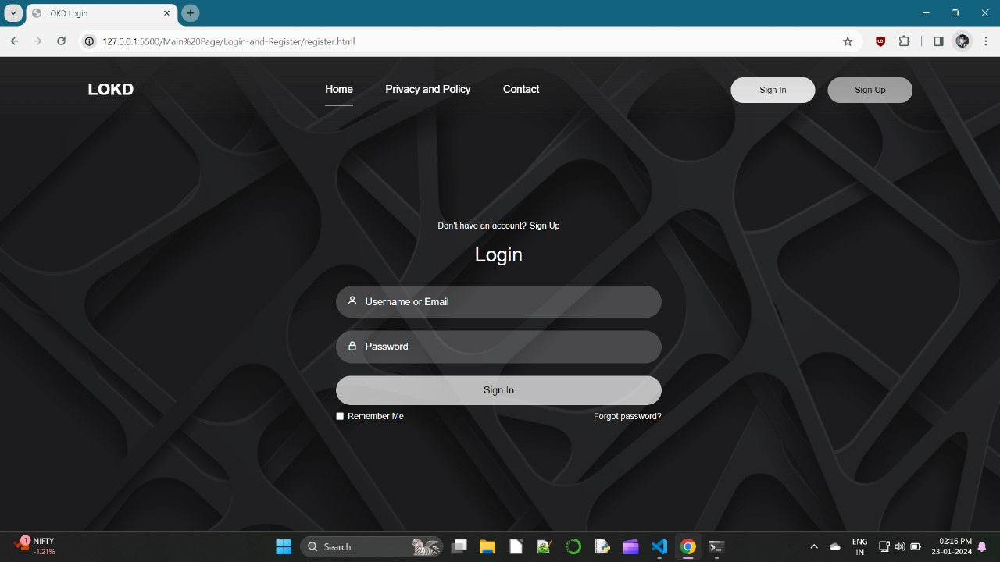 LOKD Login
127.0.0.1:5500/Main%20Page/Login-and-Register/register.html
LOKD
Home
Privacy and Policy
Contact
Sign In
Sign Up
Don't have an account? Sign Up
Login
Username or Email
Password
Sign In
Remember Me
Forgot password?
1
NIFTY
-1.21%
Search
ENG
IN
02:16 PM
23-01-2024